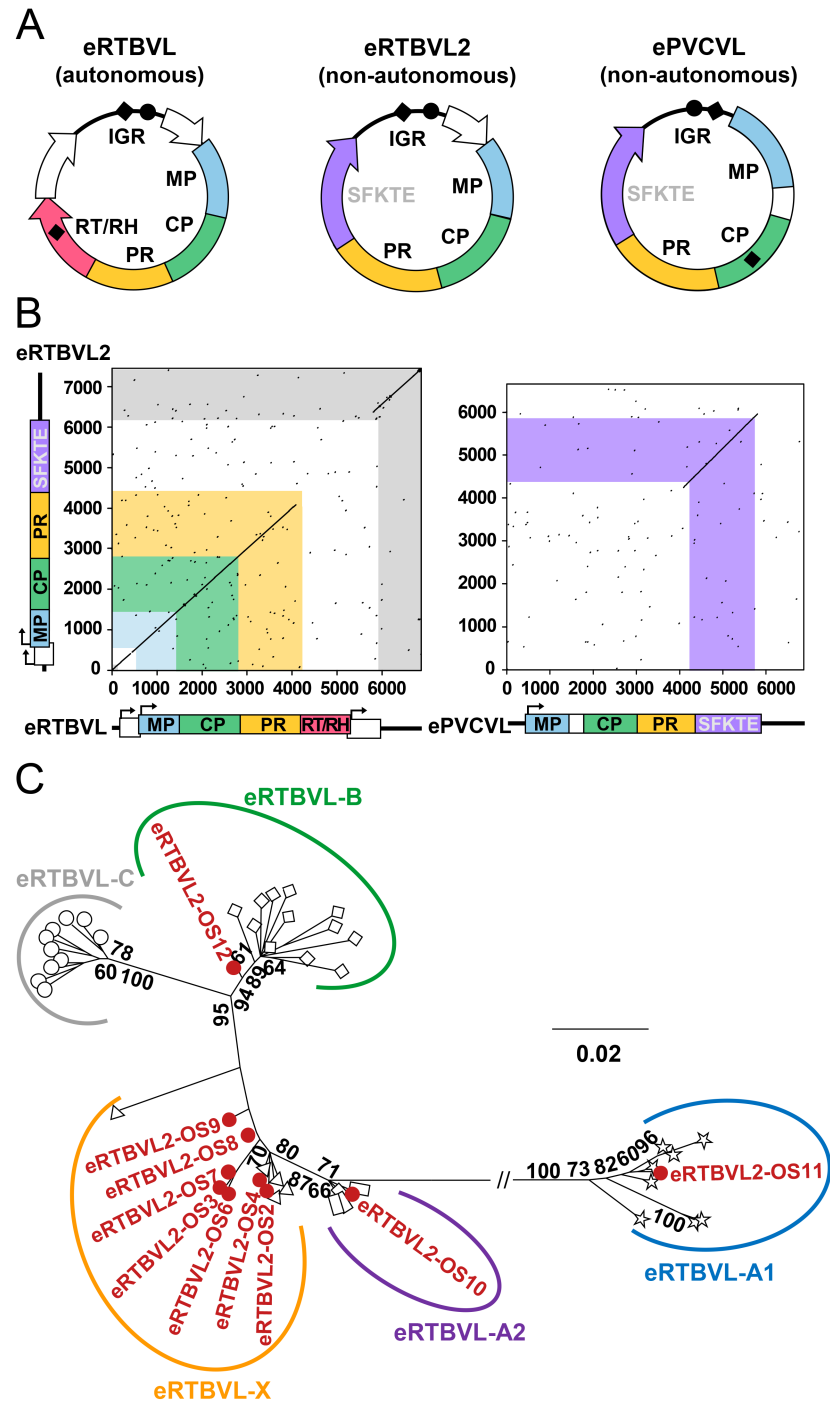 A
eRTBVL
(autonomous)
eRTBVL2
(non-autonomous)
ePVCVL
(non-autonomous)
IGR
MP
CP
PR
RT/RH
IGR
SFKTE
MP
CP
PR
IGR
SFKTE
MP
CP
PR
B
eRTBVL2
SFKTE
PR
CP
MP
7000
6000
5000
4000
3000
2000
1000
0
0 1000 2000 3000 4000 5000 6000
eRTBVL
MP CP PR RT/RH
6000
5000
4000
3000
2000
1000
0
0 1000 2000 3000 4000 5000 6000
ePVCVL
MP CP PR SFKTE
C
eRTBVL-B
eRTBVL-C
eRTBVL2-OS12
78
60 100
61
64
89
94
95
0.02
eRTBVL2-OS9
eRTBVL2-OS8
eRTBVL2-OS7
eRTBVL2-OS3
eRTBVL2-OS6
eRTBVL2-OS4
eRTBVL2-OS2
70
80
71
87
66
eRTBVL2-OS10
//
100 73 82 60 96
eRTBVL2-OS11
100
eRTBVL-A1
eRTBVL-A2
eRTBVL-X